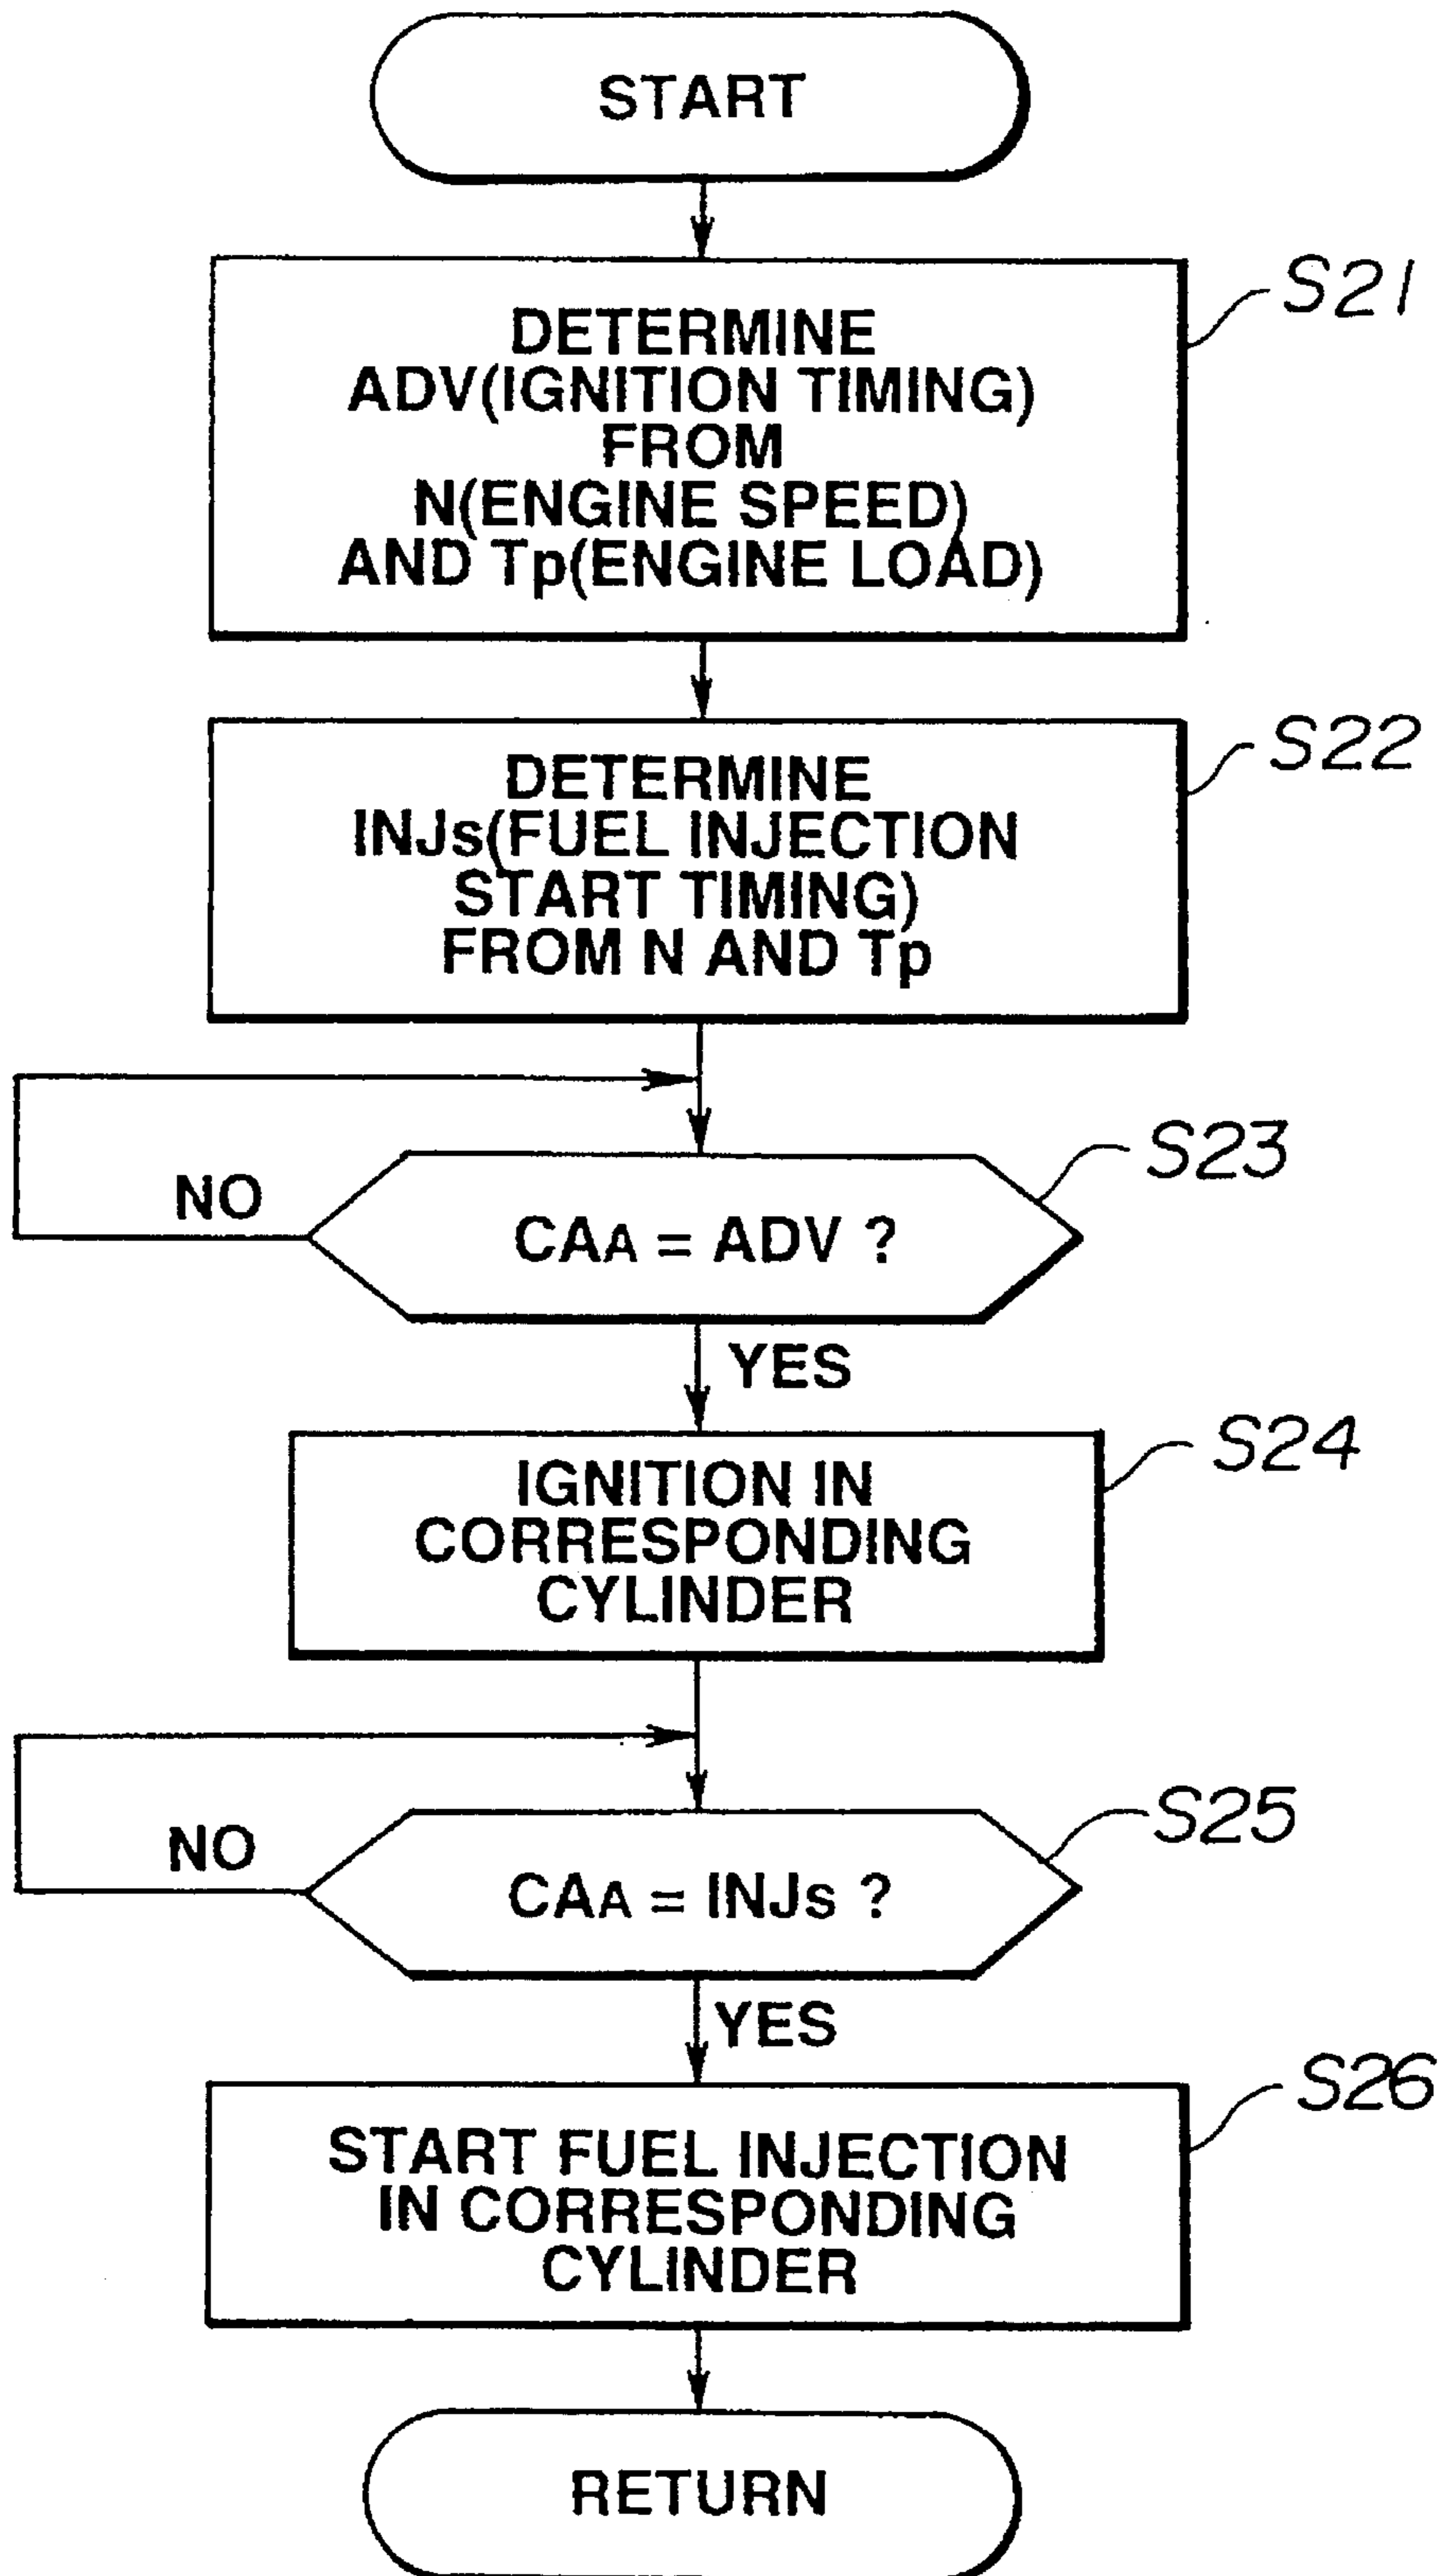 START
S21
DETERMINE
ADV(IGNITION TIMING)
FROM
N(ENGINE SPEED)
AND Tp(ENGINE LOAD)
S22
DETERMINE
INJs(FUEL INJECTION
START TIMING)
FROM N AND Tp
S23
NO
CAA = ADV ?
YES
S24
IGNITION IN
CORRESPONDING
CYLINDER
S25
NO
CAA = INJs ?
YES
S26
START FUEL INJECTION
IN CORRESPONDING
CYLINDER
RETURN